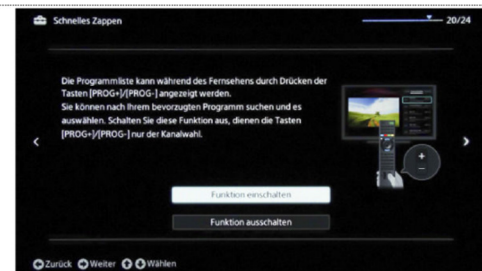 Schnelles Zappen
20/24
Die Programmliste kann während des Fernsehens durch Drücken der
Tasten [PROG+]/[PROG-] angezeigt werden.
Sie können nach Ihrem bevorzugten Programm suchen und es
auswählen. Schalten Sie diese Funktion aus, dienen die Tasten
[PROG+]/[PROG-] nur der Kanalwahl.
+
−
Funktion einschalten
Funktion ausschalten
Zurück Weiter Wählen